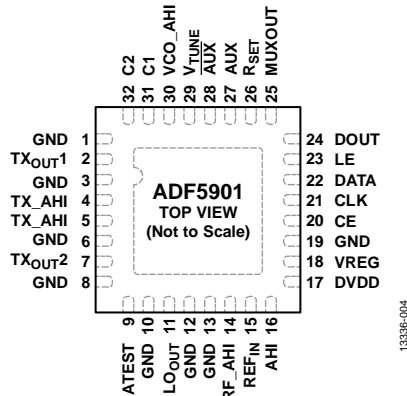 32 C2
31 C1
30 VCO_AHI
29 VTUNE
28 AUX
27 AUX
26 RSET
25 MUXOUT
GND 1
TXOUT1 2
GND 3
TX_AHI 4
TX_AHI 5
GND 6
TXOUT2 7
GND 8
ADF5901
TOP VIEW
(Not to Scale)
24 DOUT
23 LE
22 DATA
21 CLK
20 CE
19 GND
18 VREG
17 DVDD
ATEST 9
GND 10
LOOUT 11
GND 12
GND 13
RF_AHI 14
REFIN 15
AHI 16
13336-004